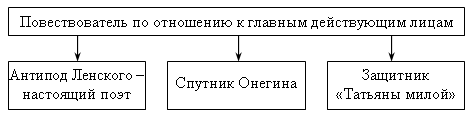 Повествователь по отношению к главным действующим лицам
Антипод Ленского –
настоящий поэт
Спутник Онегина
Защитник
«Татьяны милой»